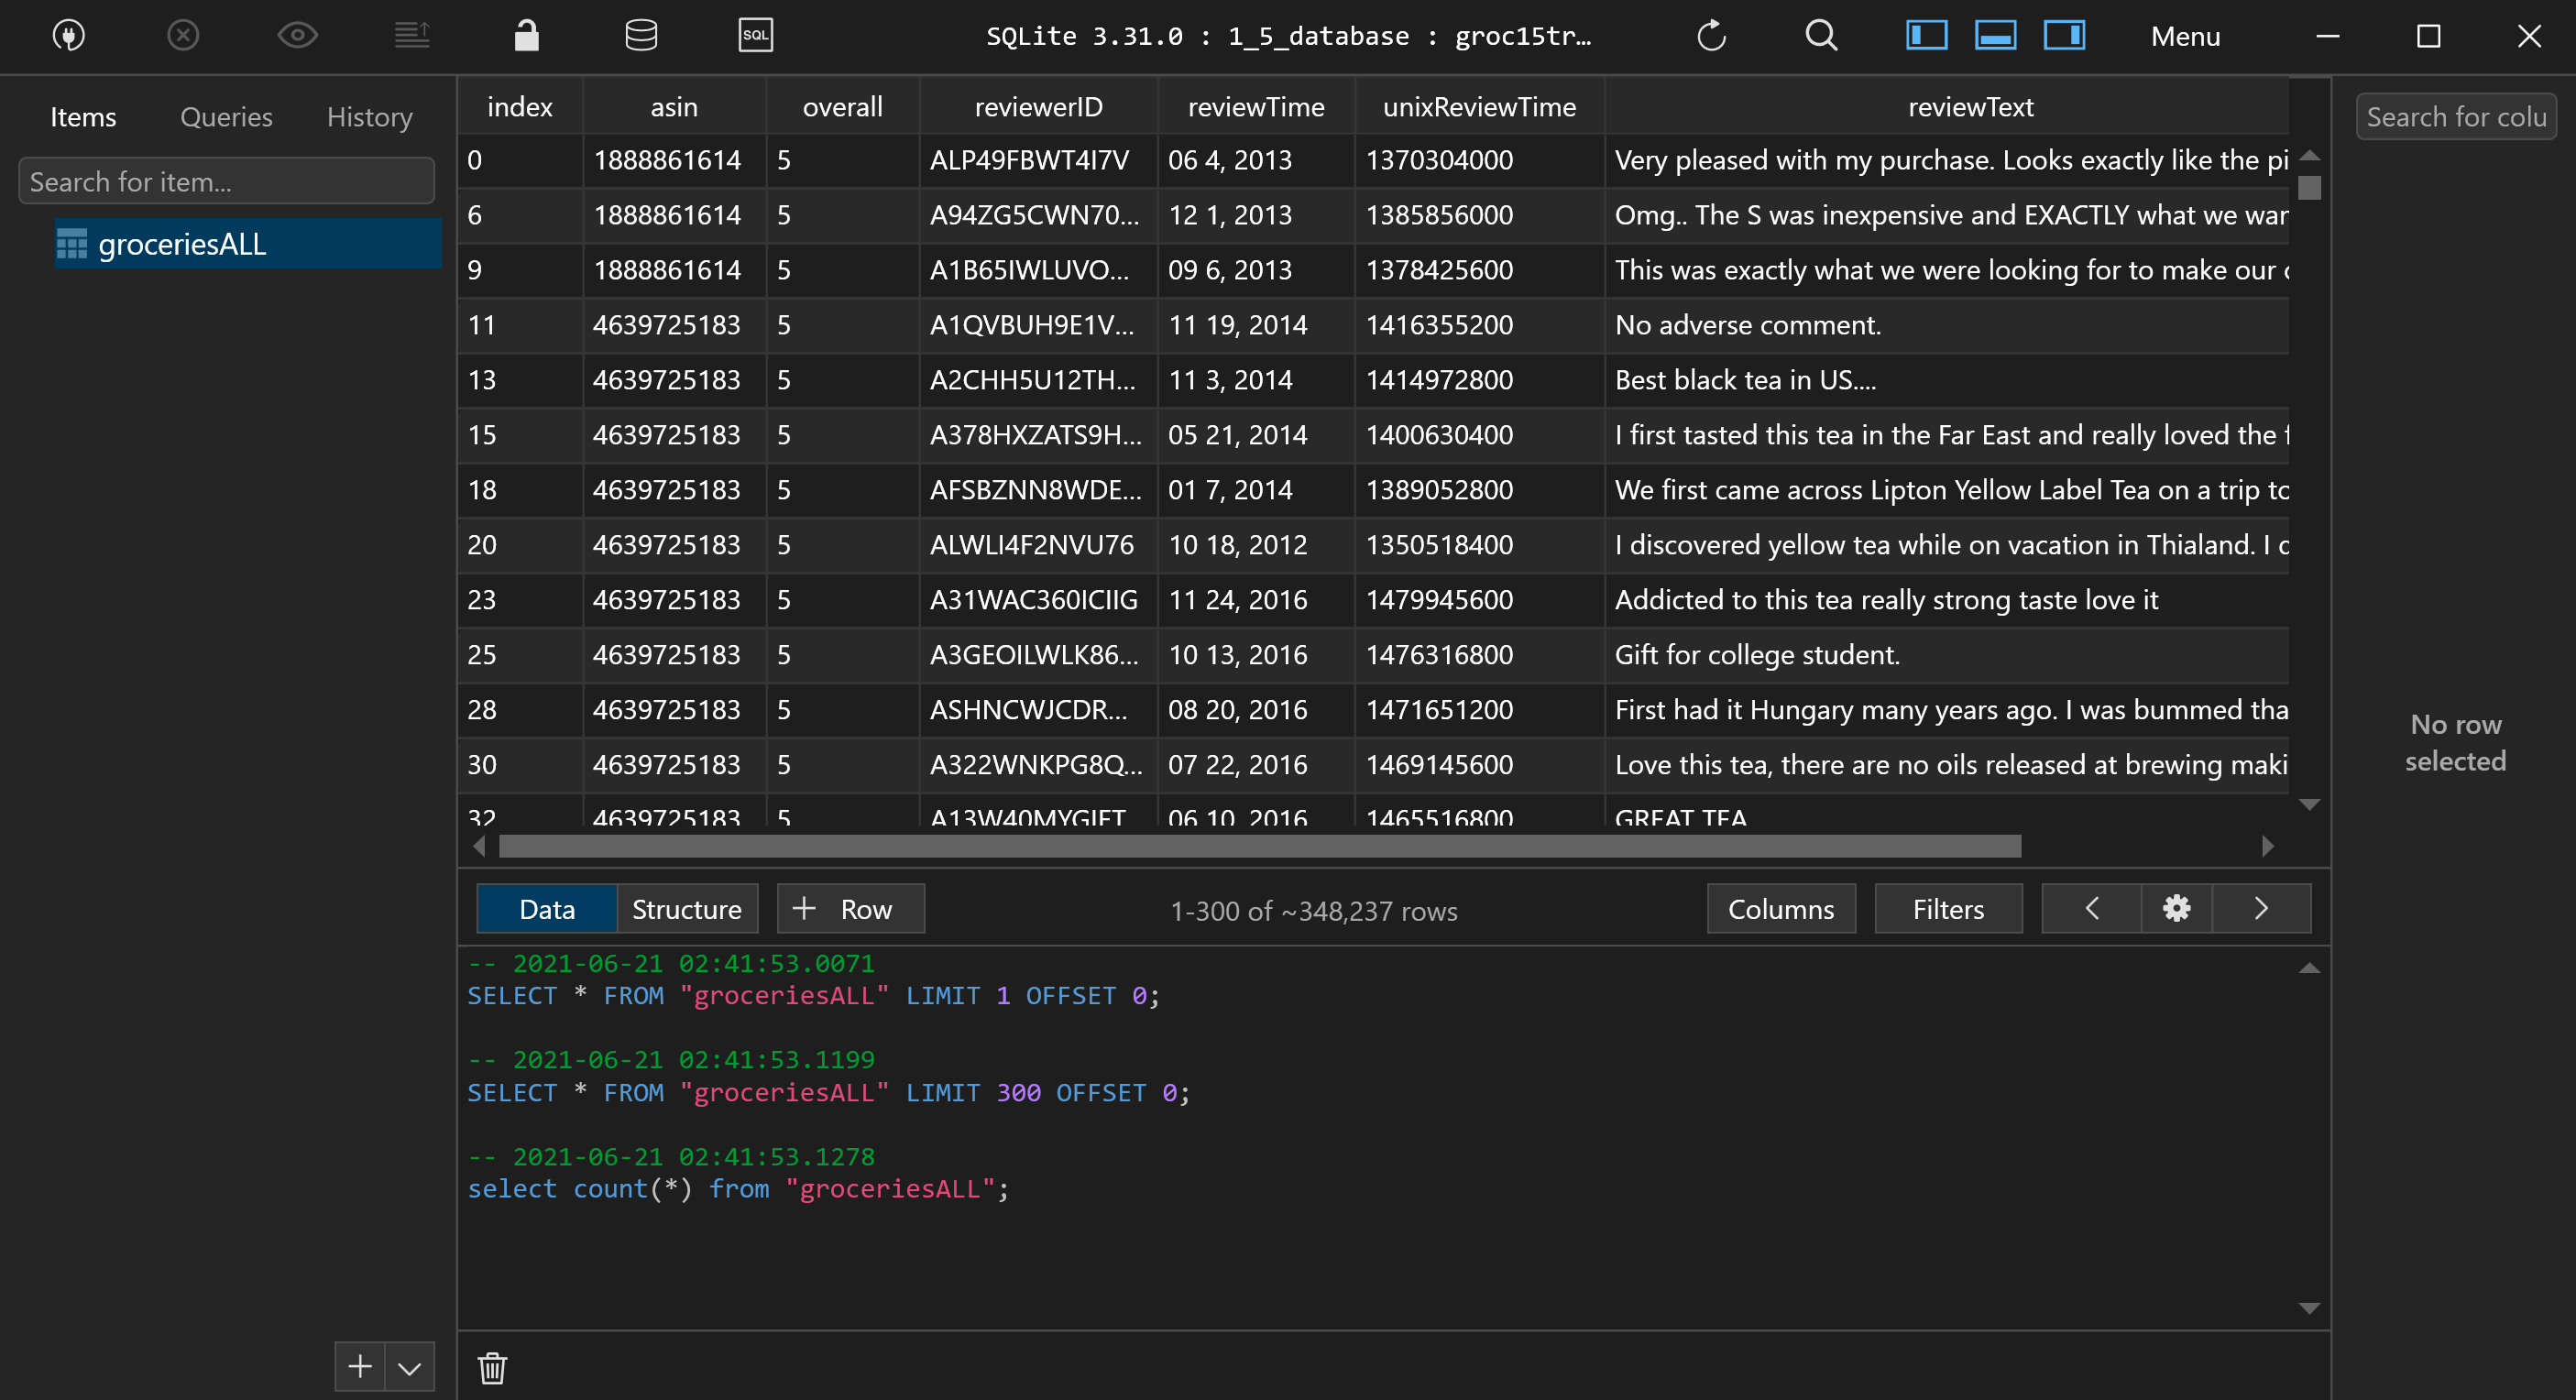 SQL SQLite 3.31.0 : 1_5_database : groc15tr... Menu
Items Queries History
Search for item...
groceriesALL
index asin overall reviewerID reviewTime unixReviewTime reviewText
0 1888861614 5 ALP49FBWT4I7V 06 4, 2013 1370304000 Very pleased with my purchase. Looks exactly like the pi
6 1888861614 5 A94ZG5CWN70... 12 1, 2013 1385856000 Omg.. The S was inexpensive and EXACTLY what we wan
9 1888861614 5 A1B65IWLUVO... 09 6, 2013 1378425600 This was exactly what we were looking for to make our
11 4639725183 5 A1QVBUH9E1V... 11 19, 2014 1416355200 No adverse comment.
13 4639725183 5 A2CHH5U12TH... 11 3, 2014 1414972800 Best black tea in US....
15 4639725183 5 A378HXZATS9H... 05 21, 2014 1400630400 I first tasted this tea in the Far East and really loved the f
18 4639725183 5 AFSBZNN8WDE... 01 7, 2014 1389052800 We first came across Lipton Yellow Label Tea on a trip to
20 4639725183 5 ALWLI4F2NVU76 10 18, 2012 1350518400 I discovered yellow tea while on vacation in Thialand. I
23 4639725183 5 A31WAC360ICIIG 11 24, 2016 1479945600 Addicted to this tea really strong taste love it
25 4639725183 5 A3GEOILWLK86... 10 13, 2016 1476316800 Gift for college student.
28 4639725183 5 ASHNCWJCDR... 08 20, 2016 1471651200 First had it Hungary many years ago. I was bummed tha
30 4639725183 5 A322WNKPG8Q... 07 22, 2016 1469145600 Love this tea, there are no oils released at brewing maki
32 4639725183 5 A13W40MYGIFT 06 10, 2016 1465516800 GREAT TEA
Search for colu
No row
selected
Data Structure + Row 1-300 of ~348,237 rows Columns Filters
-- 2021-06-21 02:41:53.0071
SELECT * FROM "groceriesALL" LIMIT 1 OFFSET 0;
-- 2021-06-21 02:41:53.1199
SELECT * FROM "groceriesALL" LIMIT 300 OFFSET 0;
-- 2021-06-21 02:41:53.1278
select count(*) from "groceriesALL";